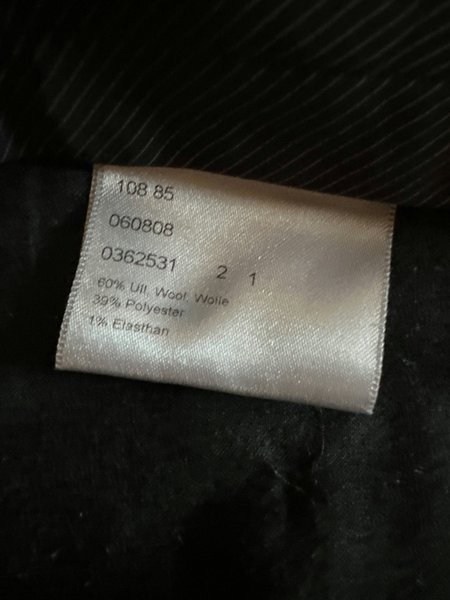 108 85
060808
0362531 2 1
60% Ull, Wool, Wolle
39% Polyester
1% Elasthan